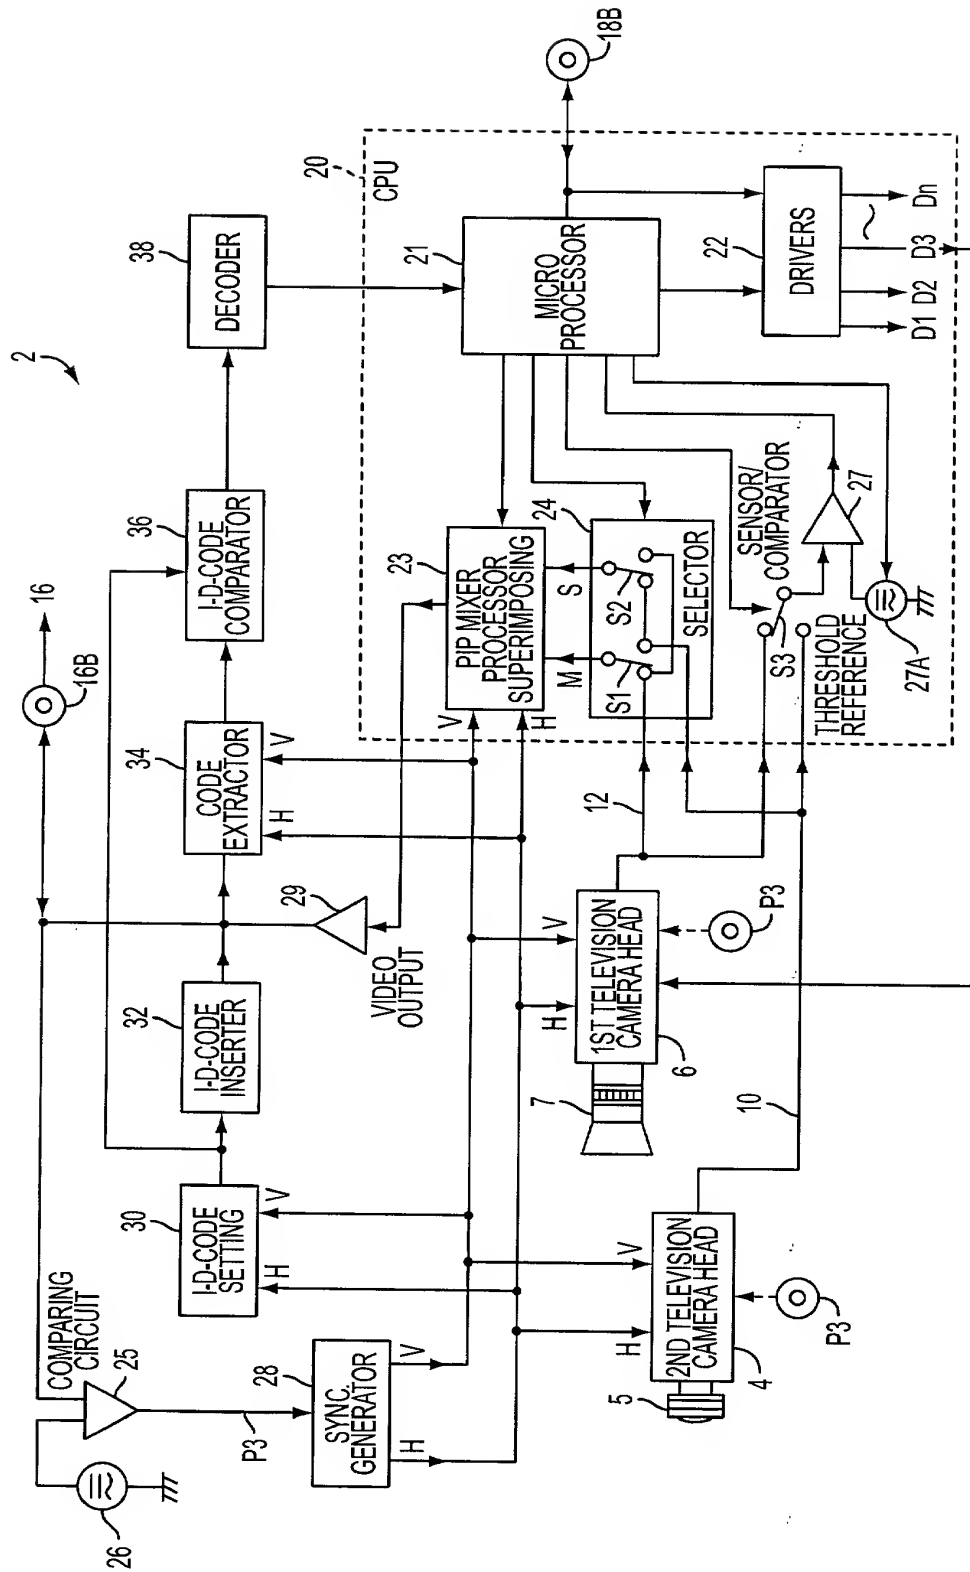 2
16
16B
38
DECODER
36
I-D-CODE
COMPARATOR
34
CODE
EXTRACTOR
H
V
32
I-D-CODE
INSERTER
30
I-D-CODE
SETTING
H
V
COMPARING
CIRCUIT
25
26
P3
28
SYNC.
GENERATOR
V
H
29
VIDEO
OUTPUT
18B
20
CPU
21
MICRO
PROCESSOR
22
DRIVERS
D1
D2
D3
Dn
23
PIP MIXER
PROCESSOR
SUPERIMPOSING
V
H
M
S
24
S1
S2
SELECTOR
SENSOR/
COMPARATOR
27
S3
THRESHOLD
REFERENCE
27A
12
10
7
1ST TELEVISION
CAMERA HEAD
6
H
V
P3
5
2ND TELEVISION
CAMERA HEAD
4
H
V
P3